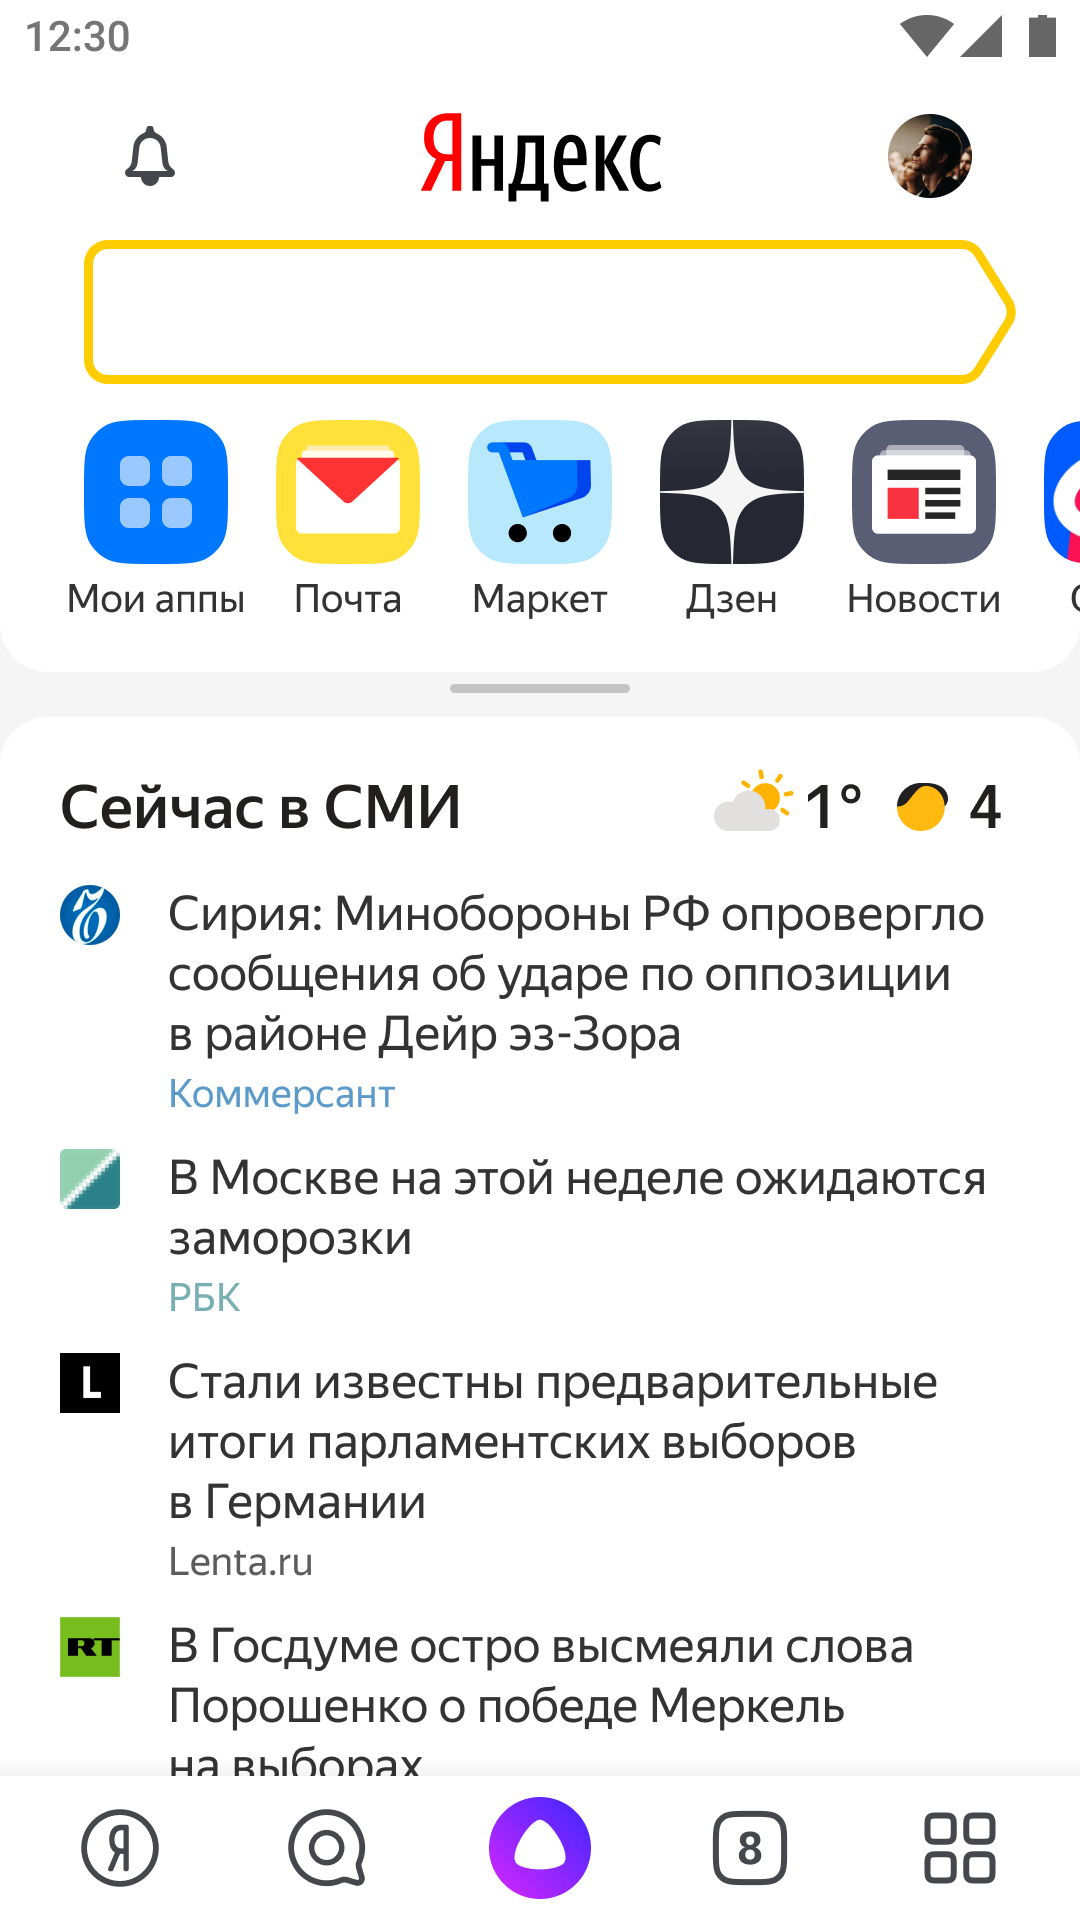 12:30
Яндекс
Мои аппы Почта Маркет Дзен Новости
Сейчас в СМИ 1° 4
Сирия: Минобороны РФ опровергло
сообщения об ударе по оппозиции
в районе Дейр эз-Зора
Коммерсант
В Москве на этой неделе ожидаются
заморозки
РБК
L Стали известны предварительные
итоги парламентских выборов
в Германии
Lenta.ru
RT В Госдуме остро высмеяли слова
Порошенко о победе Меркель
на выборах
Я 8